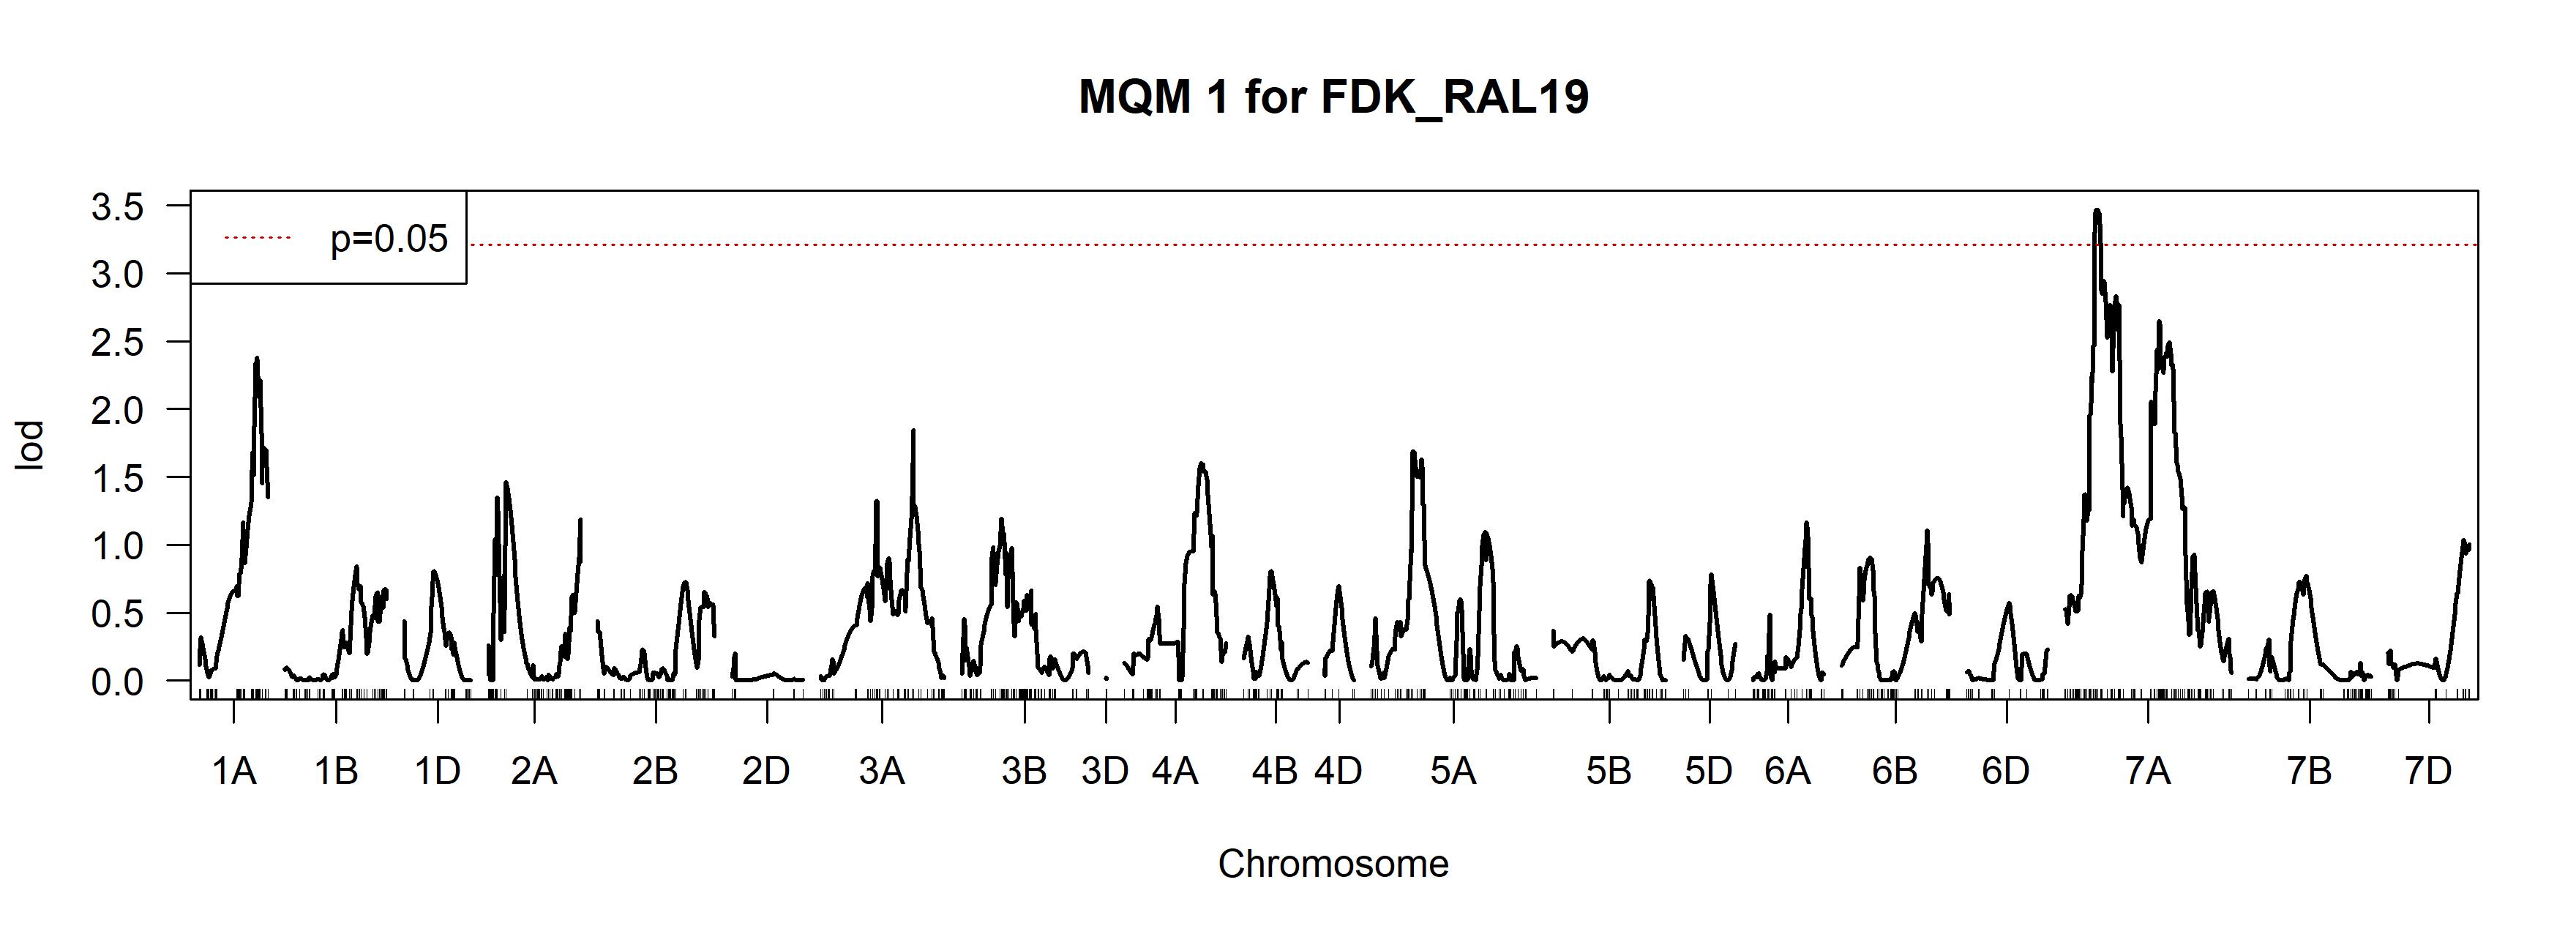 MQM 1 for FDK_RAL19
p=0.05
3.5
3.0
2.5
2.0
1.5
1.0
0.5
0.0
lod
1A 1B 1D 2A 2B 2D 3A 3B 3D 4A 4B 4D 5A 5B 5D 6A 6B 6D 7A 7B 7D
Chromosome